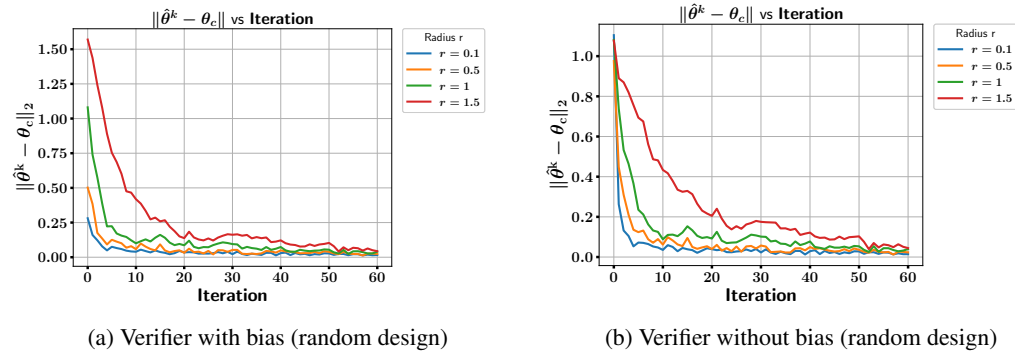 ‖θ̂ᵏ − θ_c‖ vs Iteration
‖θ̂ᵏ − θ_c‖₂
1.50
1.25
1.00
0.75
0.50
0.25
0.00
0
10
20
30
40
50
60
Iteration
Radius r
r = 0.1
r = 0.5
r = 1
r = 1.5
(a) Verifier with bias (random design)
‖θ̂ᵏ − θ_c‖ vs Iteration
‖θ̂ᵏ − θ_c‖₂
1.0
0.8
0.6
0.4
0.2
0.0
0
10
20
30
40
50
60
Iteration
Radius r
r = 0.1
r = 0.5
r = 1
r = 1.5
(b) Verifier without bias (random design)